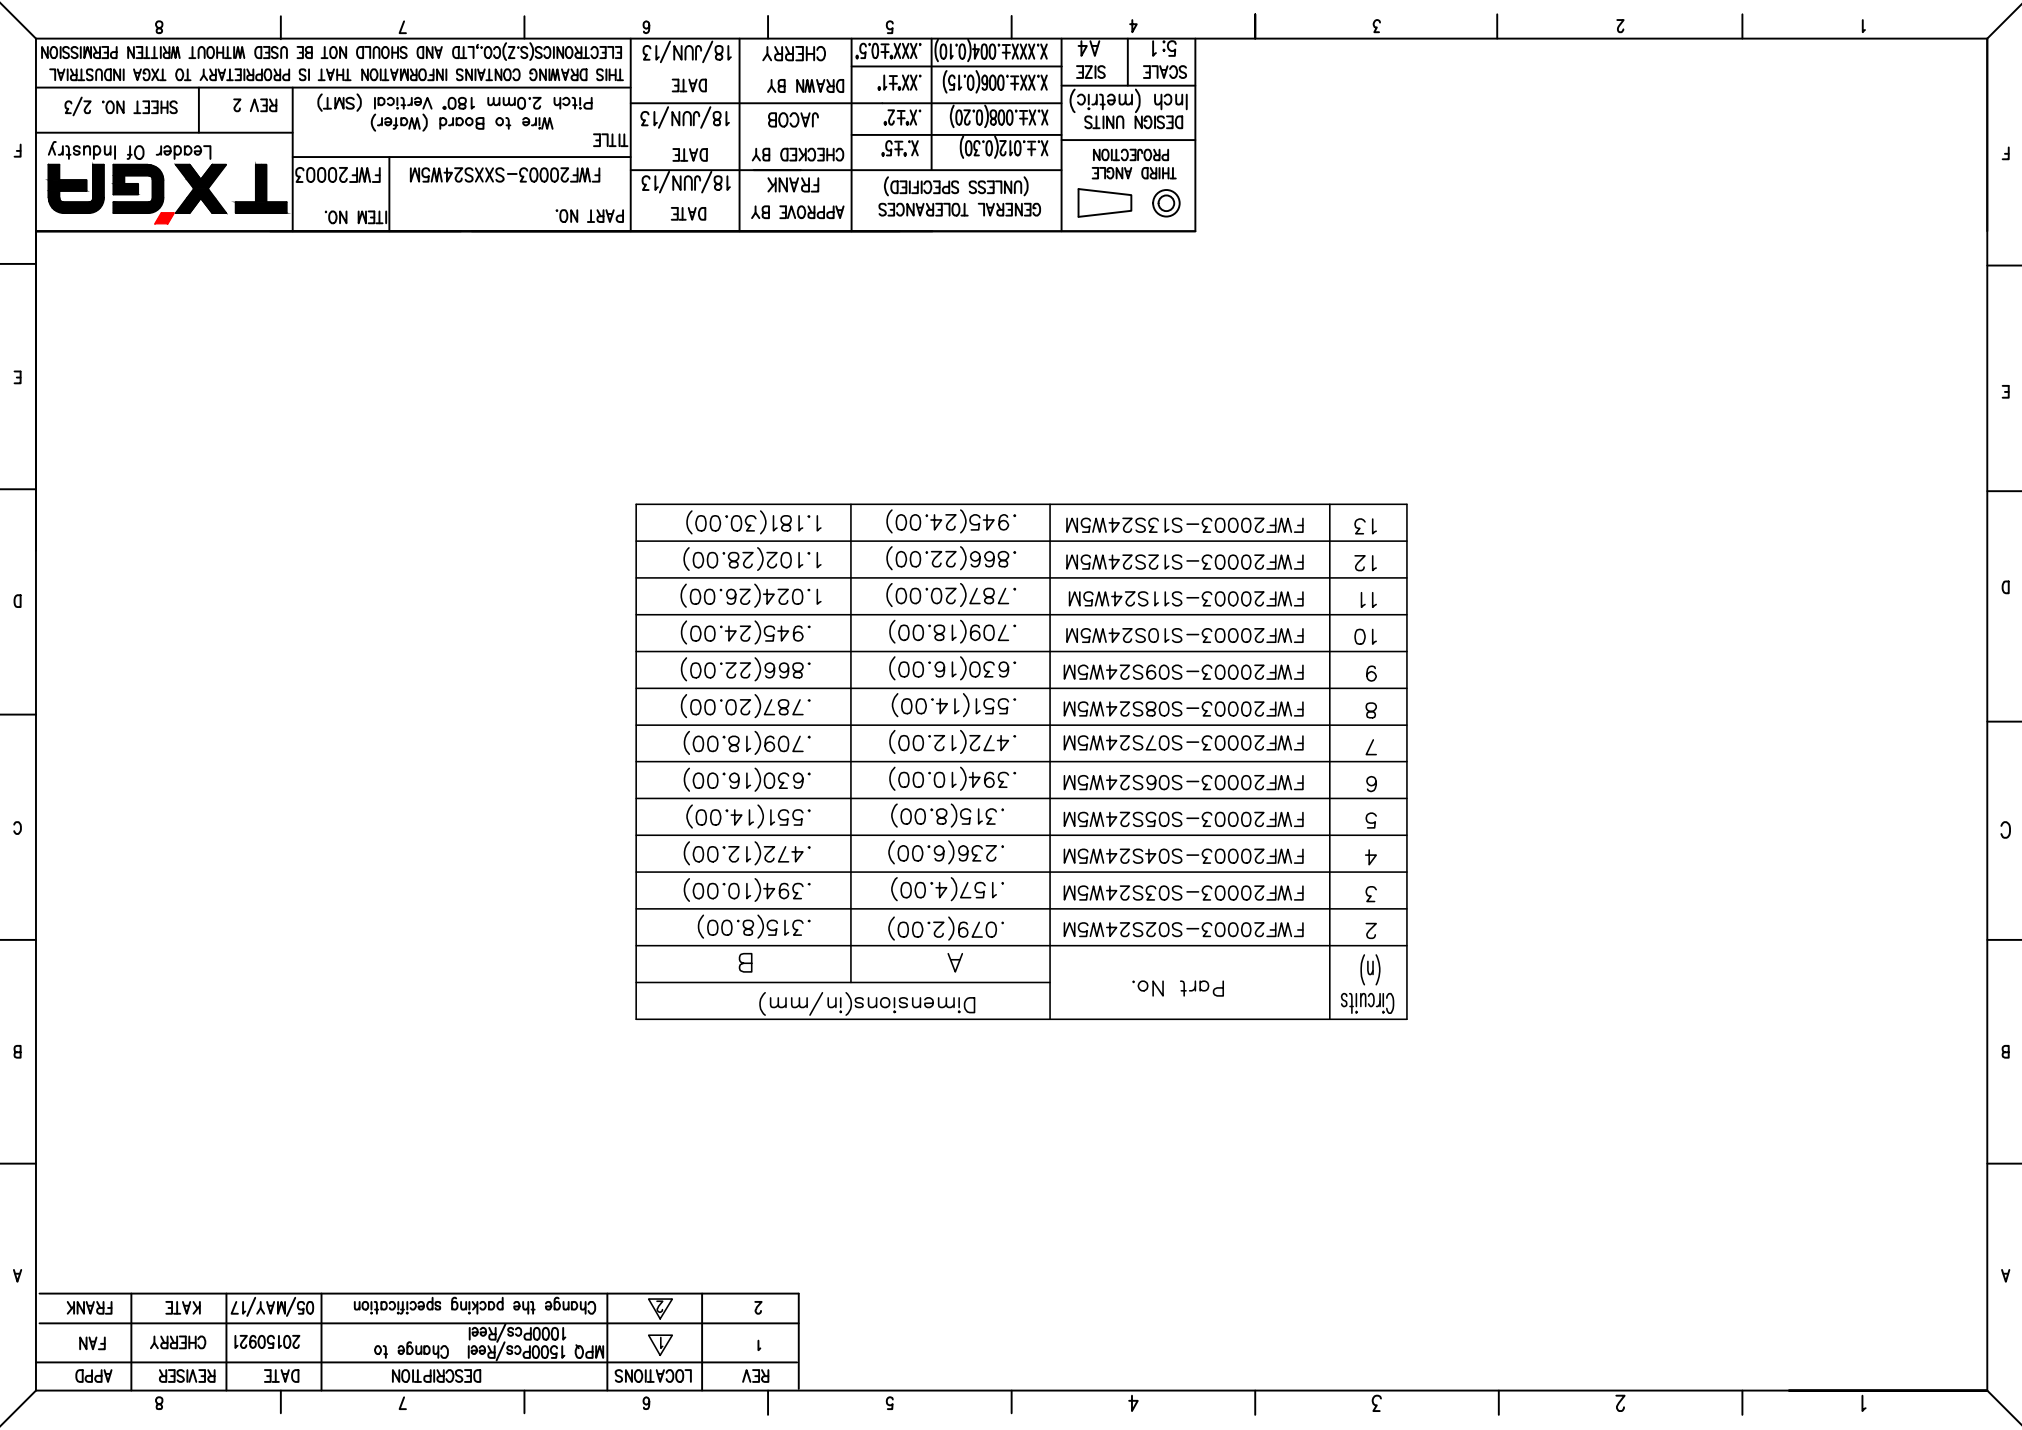 1 2 3 4 5 6 7 8
REV LOCATIONS DESCRIPTION DATE REVISER APPD
1 1 MPQ 1500Pcs/Reel Change to
1000Pcs/Reel 20150921 CHERRY FAN
2 2 Change the packing specification 05/MAY/17 KATE FRANK
A A
B B
Circuits
(n) Part No. Dimensions(in/mm)
A B
2 FWF20003-S02S24W5M .079(2.00) .315(8.00)
3 FWF20003-S03S24W5M .157(4.00) .394(10.00)
4 FWF20003-S04S24W5M .236(6.00) .472(12.00)
5 FWF20003-S05S24W5M .315(8.00) .551(14.00)
6 FWF20003-S06S24W5M .394(10.00) .630(16.00)
7 FWF20003-S07S24W5M .472(12.00) .709(18.00)
8 FWF20003-S08S24W5M .551(14.00) .787(20.00)
9 FWF20003-S09S24W5M .630(16.00) .866(22.00)
10 FWF20003-S10S24W5M .709(18.00) .945(24.00)
11 FWF20003-S11S24W5M .787(20.00) 1.024(26.00)
12 FWF20003-S12S24W5M .866(22.00) 1.102(28.00)
13 FWF20003-S13S24W5M .945(24.00) 1.181(30.00)
C C
D D
E E
F F
THIRD ANGLE
PROJECTION
DESIGN UNITS
Inch (metric)
SCALE
5:1
SIZE
A4
GENERAL TOLERANCES
(UNLESS SPECIFIED)
X.±.012(0.30) X.°±5°
X.X±.008(0.20) .X°±2°
X.XX±.006(0.15) .XX°±1°
X.XXX±.004(0.10) .XXX°±0.5°
APPROVE BY
FRANK
DATE
18/JUN/13
CHECKED BY
JACOB
DATE
18/JUN/13
DRAWN BY
CHERRY
DATE
18/JUN/13
PART NO.
FWF20003-SXXS24W5M
ITEM NO.
FWF20003
TITLE
Wire to Board (Wafer)
Pitch 2.0mm 180° Vertical (SMT)
TXGA
Leader Of Industry
REV 2
SHEET NO. 2/3
THIS DRAWING CONTAINS INFORMATION THAT IS PROPRIETARY TO TXGA INDUSTRIAL
ELECTRONICS(S.Z)CO.,LTD AND SHOULD NOT BE USED WITHOUT WRITTEN PERMISSION
1 2 3 4 5 6 7 8